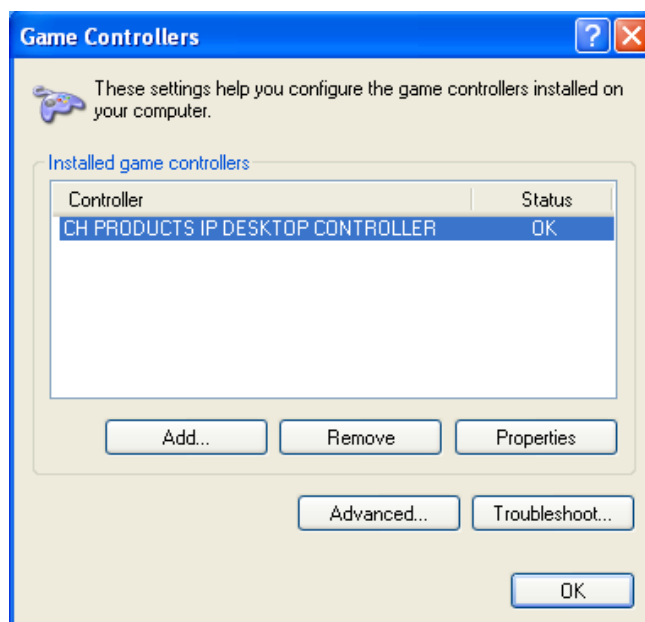 Game Controllers
These settings help you configure the game controllers installed on
your computer.
Installed game controllers
Controller Status
CH PRODUCTS IP DESKTOP CONTROLLER OK
Add... Remove Properties
Advanced... Troubleshoot...
OK